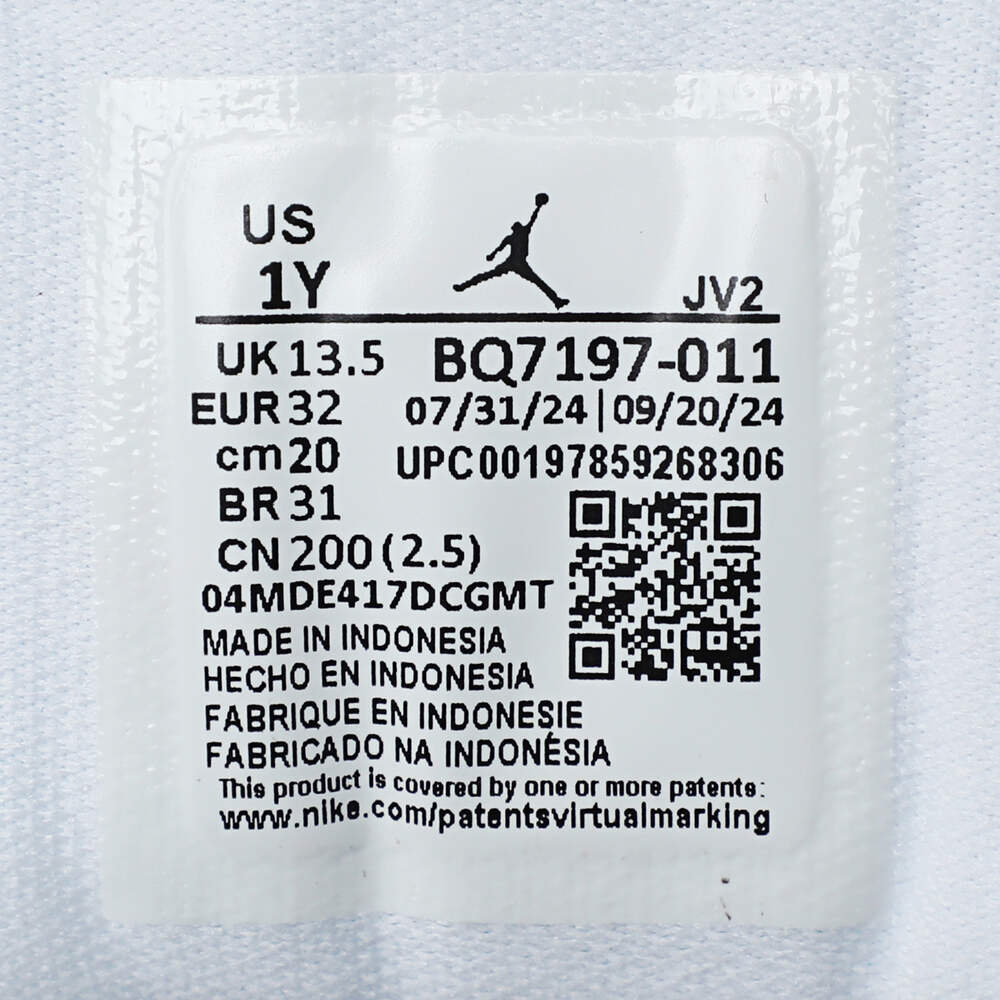 US
1Y JV2
UK 13.5 BQ7197-011
EUR 32 07/31/24 | 09/20/24
cm 20 UPC00197859268306
BR 31
CN 200 (2.5)
04MDE417DCGMT
MADE IN INDONESIA
HECHO EN INDONESIA
FABRIQUE EN INDONESIE
FABRICADO NA INDONÉSIA
This product is covered by one or more patents:
www.nike.com/patentsvirtualmarking